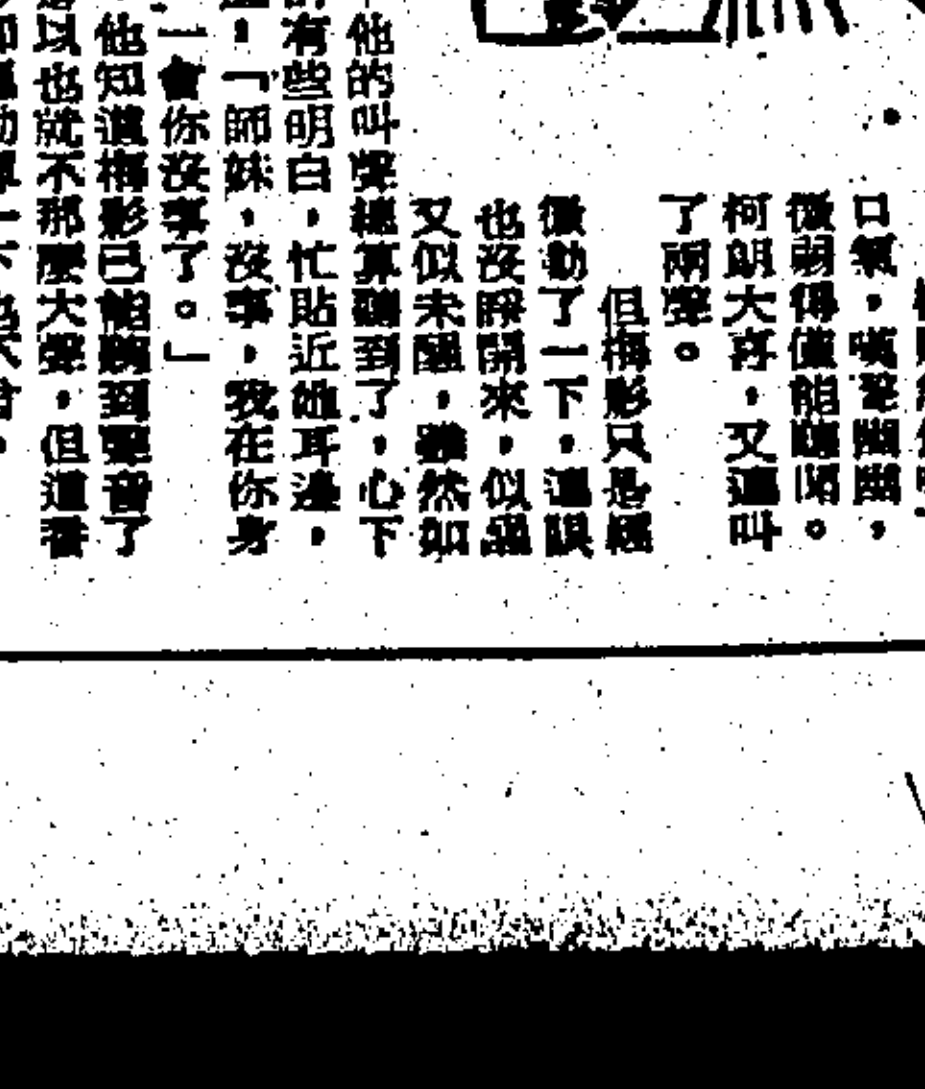 口氣，嘆聲幽幽，
微弱得僅能聽聞。
柯朗大喜，又連叫
了兩聲。
但梅影只是輕
微動了一下，連眼
也沒睜開來，似醒
又似未醒，雖然如
他的叫聲總算聽到了，心下
有些明白，忙貼近她耳邊，
：「師妹，沒事，我在你身
一會你沒事了。」
他知道梅影已能聽到聲音了
以也就不那麼大聲，但這看